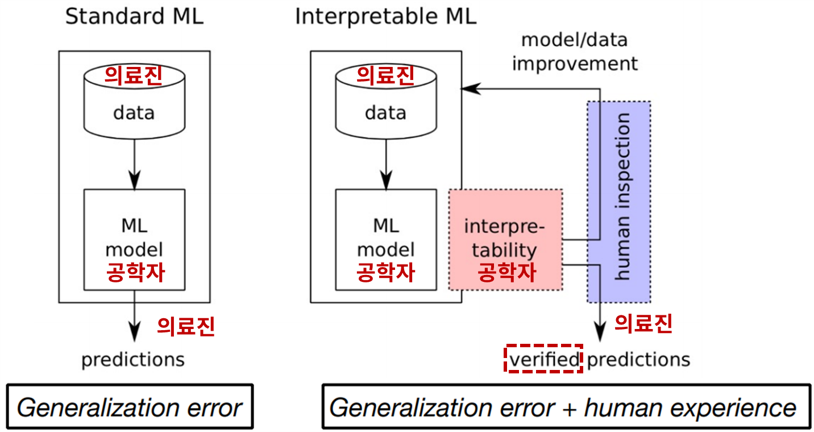 Standard ML
의료진
data
ML
model
공학자
의료진
predictions
Generalization error
Interpretable ML
model/data
improvement
의료진
data
ML
model
공학자
interpre-
tability
공학자
human inspection
의료진
verified predictions
Generalization error + human experience